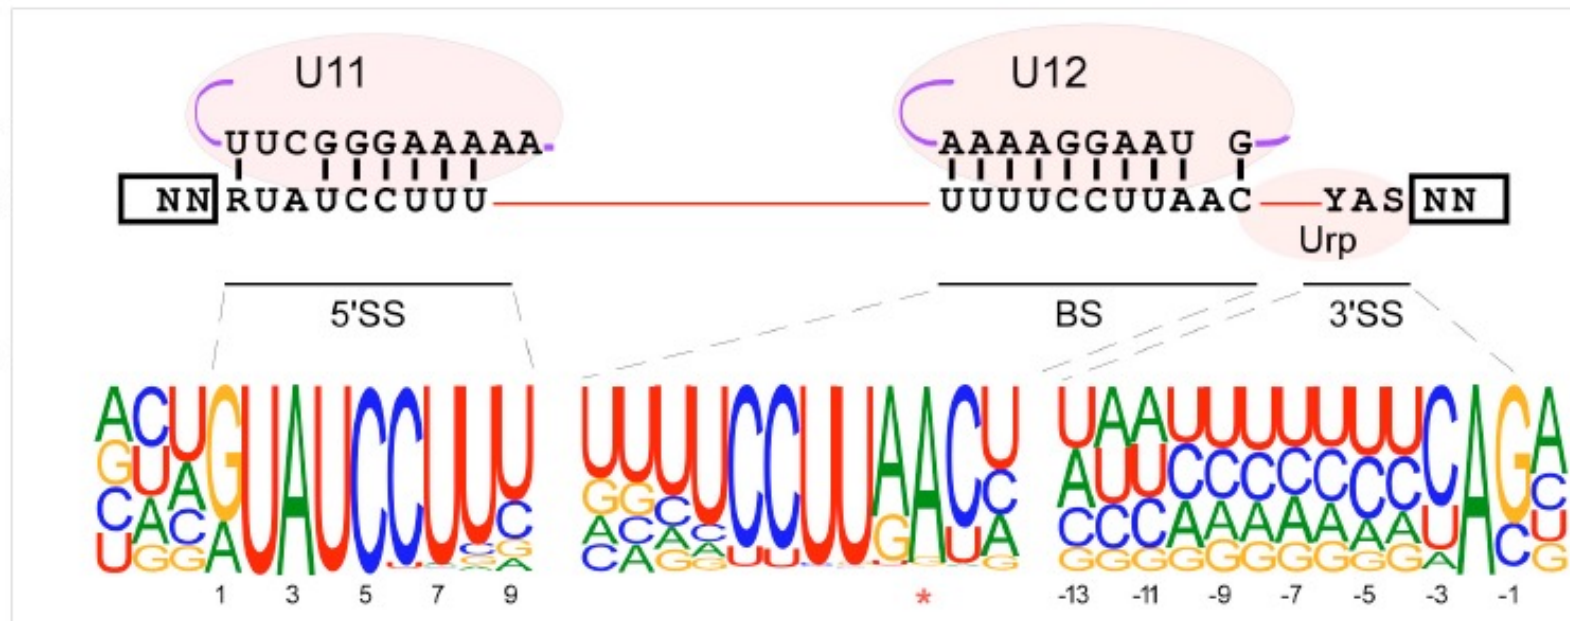 U11 U12
UUCGGGAAAAA AAAAGGAAU G
NN RUAUCCUUU UUUUCCUUAAC YAS NN
Urp
5'SS BS 3'SS
A C U G U A U C C U U U U U U U C C U U A A C U U A A U U U U U U U C A G A
G U A A C C G G C U G U C A U U C C C C C C C U C C
C A C U G A C A C A U U U A C C C A A A A A A A A U
U G G A A C A G G G G G G G G G G G G G
1 3 5 7 9 * -13 -11 -9 -7 -5 -3 -1